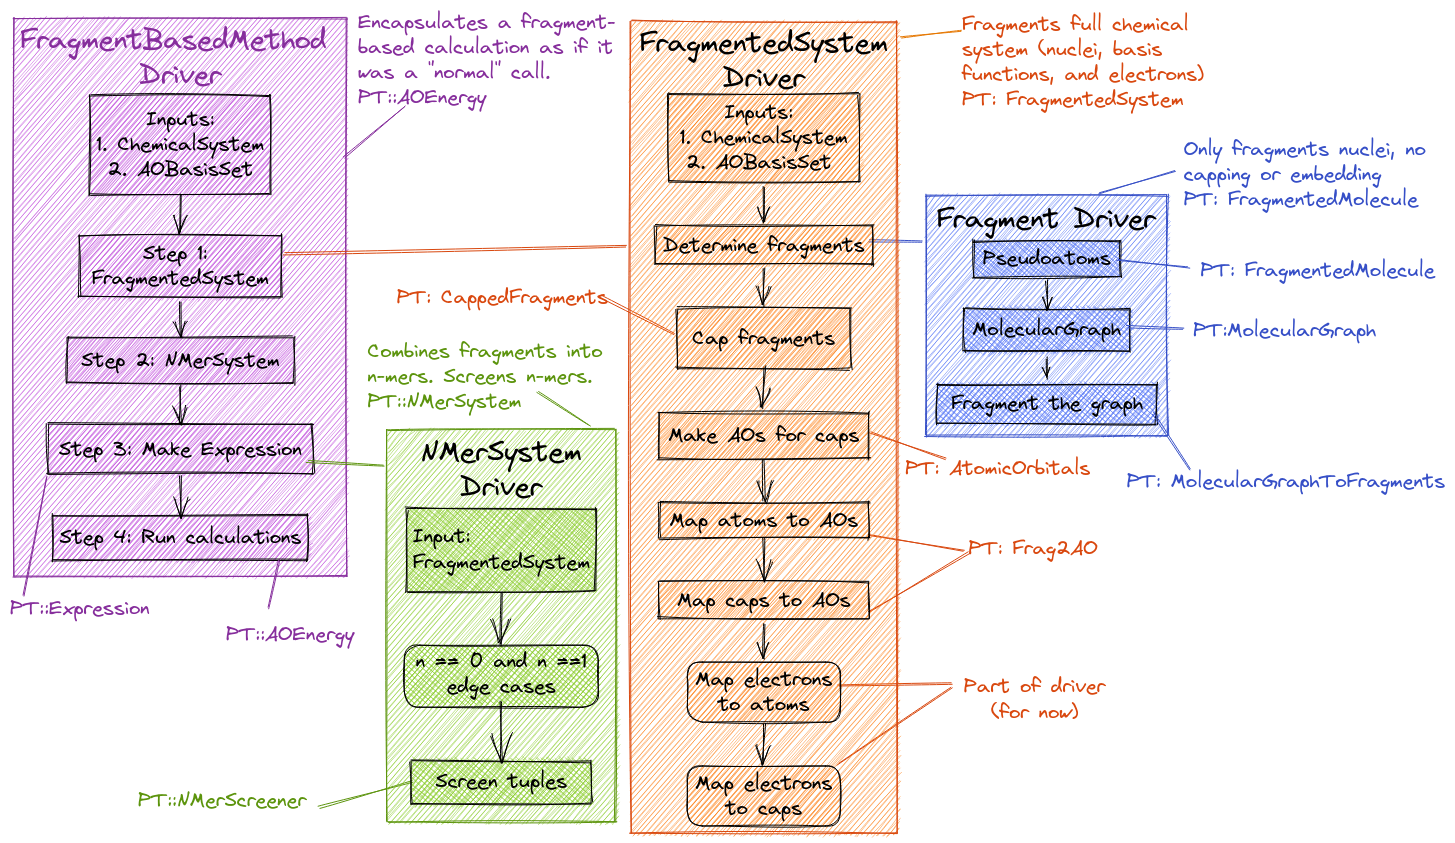 FragmentBasedMethod
Driver
Inputs:
1. ChemicalSystem
2. AOBasisSet
Step 1:
FragmentedSystem
Step 2: NMerSystem
Step 3: Make Expression
Step 4: Run calculations
PT::Expression
PT::AOEnergy
Encapsulates a fragment-
based calculation as if it
was a "normal" call.
PT::AOEnergy
PT: CappedFragments
Combines fragments into
n-mers. Screens n-mers.
PT::NMerSystem
NMerSystem
Driver
Input:
FragmentedSystem
n == 0 and n ==1
edge cases
Screen tuples
PT::NMerScreener
FragmentedSystem
Driver
Inputs:
1. ChemicalSystem
2. AOBasisSet
Determine fragments
Cap fragments
Make AOs for caps
Map atoms to AOs
Map caps to AOs
Map electrons
to atoms
Map electrons
to caps
Fragments full chemical
system (nuclei, basis
functions, and electrons)
PT: FragmentedSystem
Only fragments nuclei, no
capping or embedding
PT: FragmentedMolecule
Fragment Driver
Pseudoatoms
MolecularGraph
Fragment the graph
PT: FragmentedMolecule
PT:MolecularGraph
PT: MolecularGraphToFragments
PT: AtomicOrbitals
PT: Frag2AO
Part of driver
(for now)